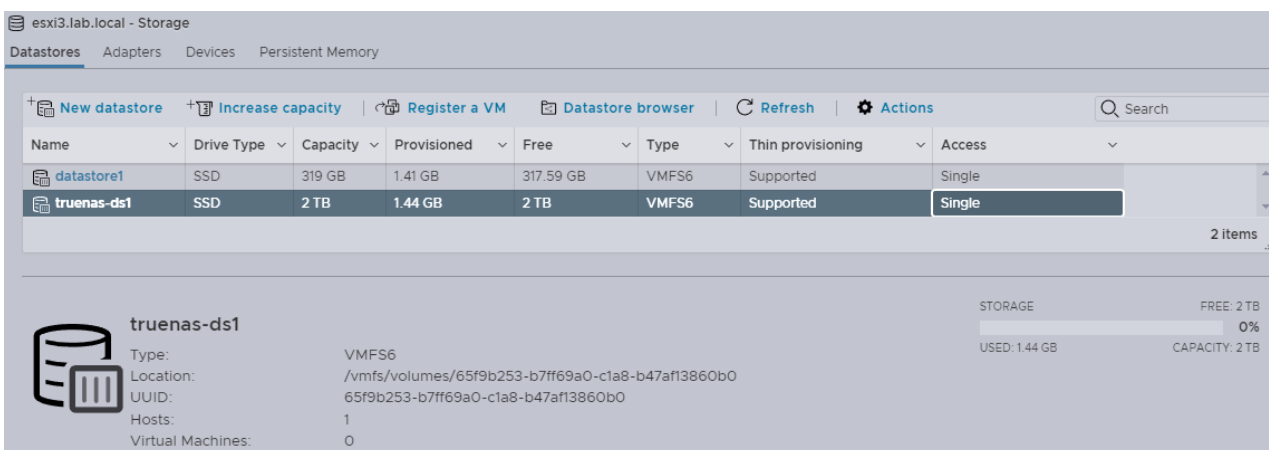 esxi3.lab.local - Storage
Datastores Adapters Devices Persistent Memory
New datastore Increase capacity Register a VM Datastore browser Refresh Actions Search
Name Drive Type Capacity Provisioned Free Type Thin provisioning Access
datastore1 SSD 319 GB 1.41 GB 317.59 GB VMFS6 Supported Single
truenas-ds1 SSD 2 TB 1.44 GB 2 TB VMFS6 Supported Single
2 items
truenas-ds1
Type: VMFS6
Location: /vmfs/volumes/65f9b253-b7ff69a0-c1a8-b47af13860b0
UUID: 65f9b253-b7ff69a0-c1a8-b47af13860b0
Hosts: 1
Virtual Machines: 0
STORAGE FREE: 2 TB
0%
USED: 1.44 GB CAPACITY: 2 TB